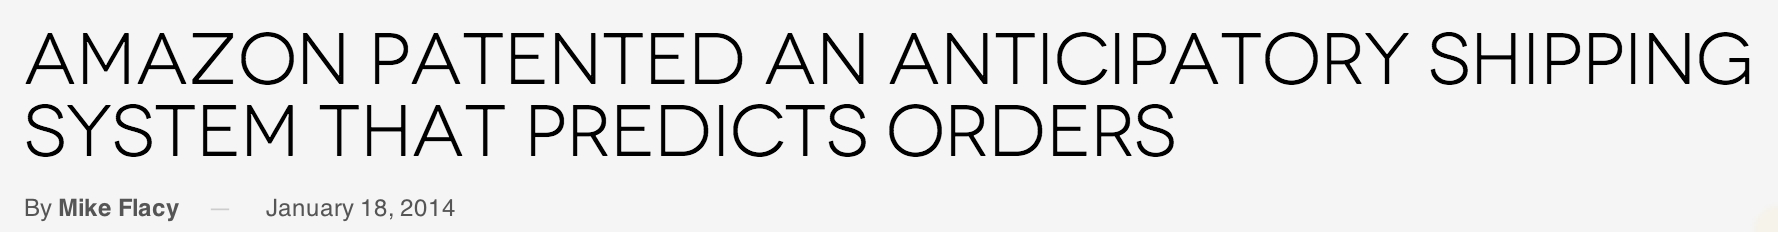 AMAZON PATENTED AN ANTICIPATORY SHIPPING
SYSTEM THAT PREDICTS ORDERS
By Mike Flacy — January 18, 2014